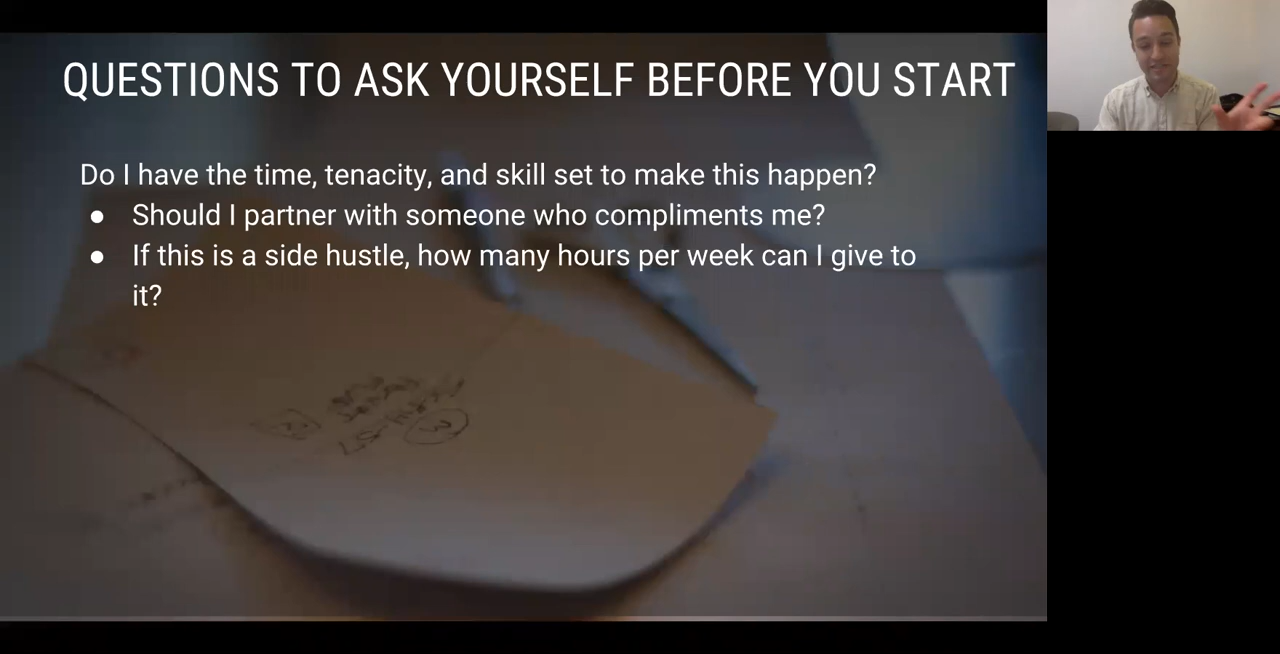 QUESTIONS TO ASK YOURSELF BEFORE YOU START
Do I have the time, tenacity, and skill set to make this happen?
● Should I partner with someone who compliments me?
● If this is a side hustle, how many hours per week can I give to
it?